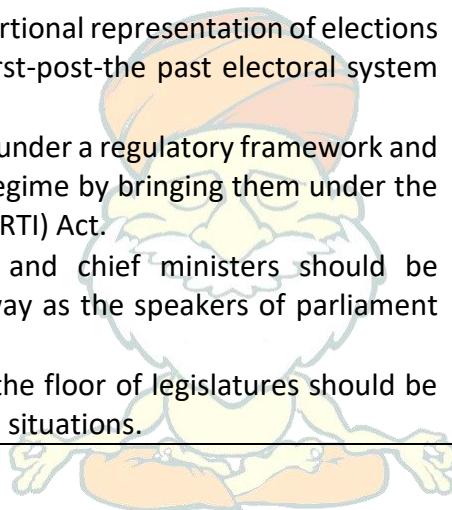 rtional representation of elections
rst-post-the past electoral system
under a regulatory framework and
egime by bringing them under the
RTI) Act.
and chief ministers should be
way as the speakers of parliament
the floor of legislatures should be
situations.